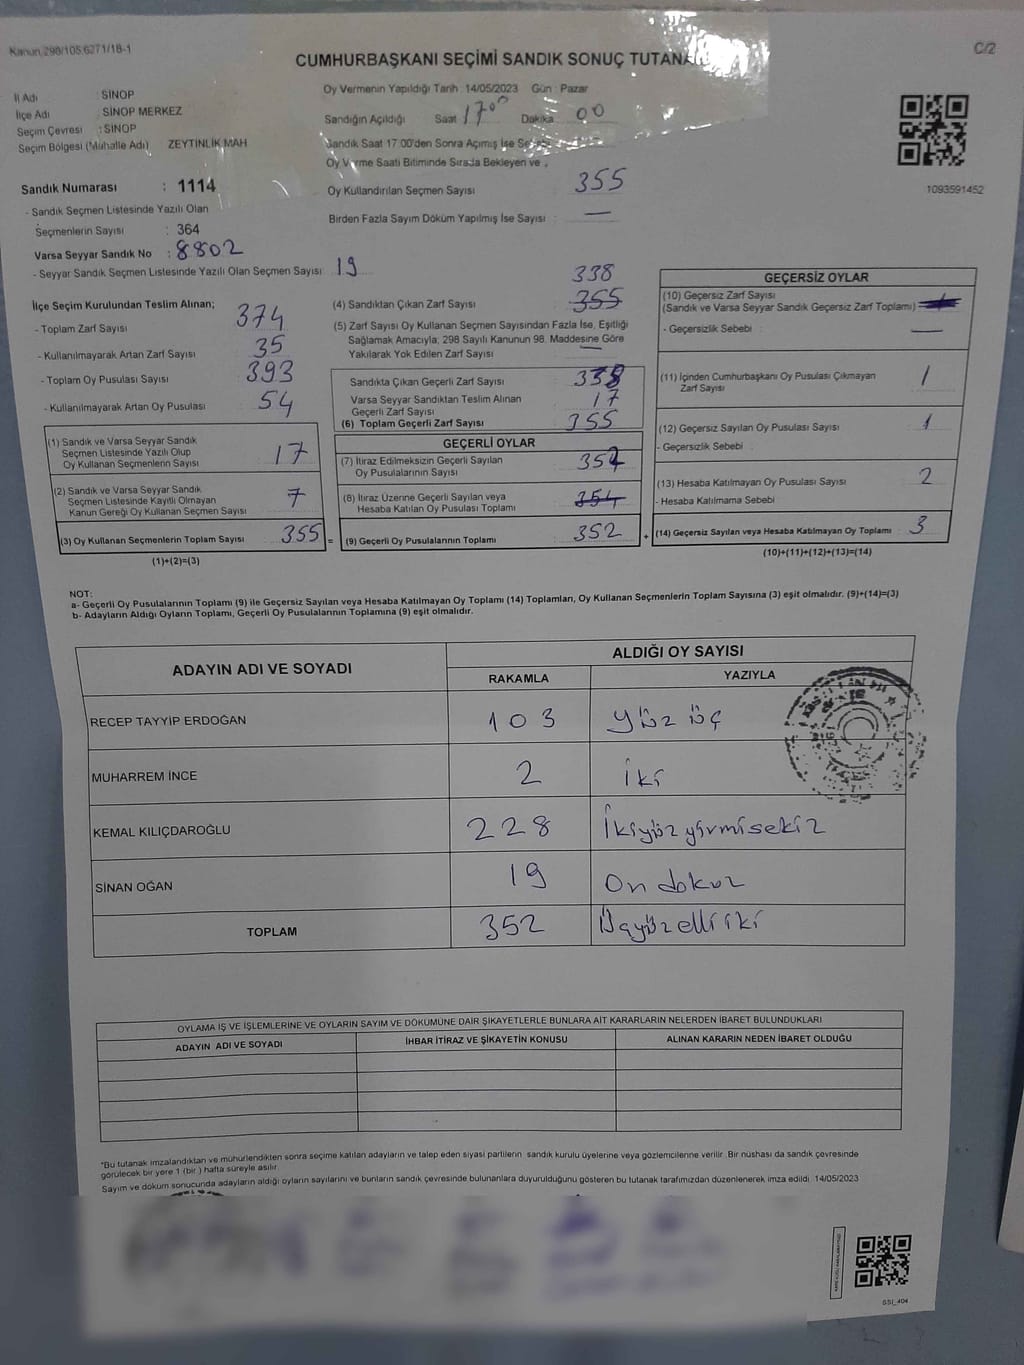 Kanun,298/105;6271/18-1
C/2
CUMHURBAŞKANI SEÇİMİ SANDIK SONUÇ TUTANA
İl Adı : SİNOP
İlçe Adı : SİNOP MERKEZ
Seçim Çevresi : SİNOP
Seçim Bölgesi (Mahalle Adı) ZEYTİNLİK MAH
Oy Vermenin Yapıldığı Tarih : 14/05/2023 Gün : Pazar
Sandığın Açıldığı Saat 17 00 Dakika 00
Sandık Saat 17.00'den Sonra Açımış İse
Oy Verme Saati Bitiminde Sırada Bekleyen ve
Oy Kullandırılan Seçmen Sayısı 355
Birden Fazla Sayım Döküm Yapılmış İse Sayısı : —
1093591452
Sandık Numarası : 1114
- Sandık Seçmen Listesinde Yazılı Olan
Seçmenlerin Sayısı : 364
Varsa Seyyar Sandık No : 8802
- Seyyar Sandık Seçmen Listesinde Yazılı Olan Seçmen Sayısı: 19
İlçe Seçim Kurulundan Teslim Alınan;
- Toplam Zarf Sayısı 374
- Kullanılmayarak Artan Zarf Sayısı 35
- Toplam Oy Pusulası Sayısı 393
- Kullanılmayarak Artan Oy Pusulası 54
(1) Sandık ve Varsa Seyyar Sandık
Seçmen Listesinde Yazılı Olup
Oy Kullanan Seçmenlerin Sayısı 17
(2) Sandık ve Varsa Seyyar Sandık
Seçmen Listesinde Kayıtlı Olmayan
Kanun Gereği Oy Kullanan Seçmen Sayısı 7
(3) Oy Kullanan Seçmenlerin Toplam Sayısı 355 =
(1)+(2)=(3)
338
(4) Sandıktan Çıkan Zarf Sayısı 355
(5) Zarf Sayısı Oy Kullanan Seçmen Sayısından Fazla İse, Eşitliği
Sağlamak Amacıyla, 298 Sayılı Kanunun 98. Maddesine Göre
Yakılarak Yok Edilen Zarf Sayısı —
Sandıkta Çıkan Geçerli Zarf Sayısı 338
Varsa Seyyar Sandıktan Teslim Alınan
Geçerli Zarf Sayısı 17
(6) Toplam Geçerli Zarf Sayısı 355
GEÇERLİ OYLAR
(7) İtiraz Edilmeksizin Geçerli Sayılan
Oy Pusulalarının Sayısı 352
(8) İtiraz Üzerine Geçerli Sayılan veya
Hesaba Katılan Oy Pusulası Toplamı 354
(9) Geçerli Oy Pusulalarının Toplamı 352 +
GEÇERSİZ OYLAR
(10) Geçersiz Zarf Sayısı
(Sandık ve Varsa Seyyar Sandık Geçersiz Zarf Toplamı)
- Geçersizlik Sebebi : —
(11) İçinden Cumhurbaşkanı Oy Pusulası Çıkmayan
Zarf Sayısı 1
(12) Geçersiz Sayılan Oy Pusulası Sayısı 1
- Geçersizlik Sebebi :
(13) Hesaba Katılmayan Oy Pusulası Sayısı 2
- Hesaba Katılmama Sebebi :
(14) Geçersiz Sayılan veya Hesaba Katılmayan Oy Toplamı 3
(10)+(11)+(12)+(13)=(14)
NOT:
a- Geçerli Oy Pusulalarının Toplamı (9) ile Geçersiz Sayılan veya Hesaba Katılmayan Oy Toplamı (14) Toplamları, Oy Kullanan Seçmenlerin Toplam Sayısına (3) eşit olmalıdır. (9)+(14)=(3)
b- Adayların Aldığı Oyların Toplamı, Geçerli Oy Pusulalarının Toplamına (9) eşit olmalıdır.
ADAYIN ADI VE SOYADI ALDIĞI OY SAYISI
RAKAMLA YAZIYLA
RECEP TAYYİP ERDOĞAN 103 Yüz üç
MUHARREM İNCE 2 İki
KEMAL KILIÇDAROĞLU 228 İkiyüz yirmi sekiz
SİNAN OĞAN 19 On dokuz
TOPLAM 352 Üçyüz elli iki
OYLAMA İŞ VE İŞLEMLERİNE VE OYLARIN SAYIM VE DÖKÜMÜNE DAİR ŞİKAYETLERLE BUNLARA AİT KARARLARIN NELERDEN İBARET BULUNDUKLARI
ADAYIN ADI VE SOYADI İHBAR İTİRAZ VE ŞİKAYETİN KONUSU ALINAN KARARIN NEDEN İBARET OLDUĞU
*Bu tutanak imzalandıktan ve mühürlendikten sonra seçime katılan adayların ve talep eden siyasi partilerin sandık kurulu üyelerine veya gözlemcilerine verilir. Bir nüshası da sandık çevresinde
görülecek bir yere 1 (bir ) hafta süreyle asılır.
Sayım ve döküm sonucunda adayların aldığı oyların sayılarını ve bunların sandık çevresinde bulunanlara duyurulduğunu gösteren bu tutanak tarafımızdan düzenlenerek imza edildi. 14/05/2023